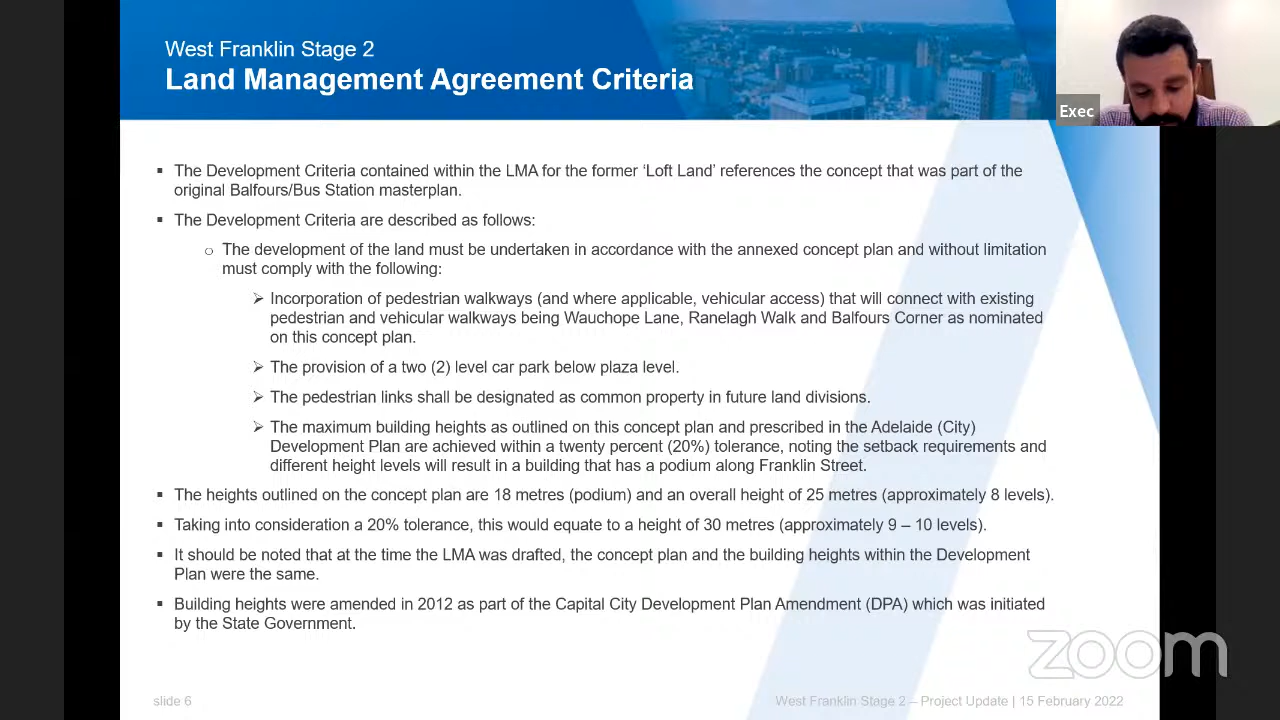 West Franklin Stage 2
Land Management Agreement Criteria
Exec
▪ The Development Criteria contained within the LMA for the former ‘Loft Land’ references the concept that was part of the
original Balfours/Bus Station masterplan.
▪ The Development Criteria are described as follows:
o The development of the land must be undertaken in accordance with the annexed concept plan and without limitation
must comply with the following:
➢ Incorporation of pedestrian walkways (and where applicable, vehicular access) that will connect with existing
pedestrian and vehicular walkways being Wauchope Lane, Ranelagh Walk and Balfours Corner as nominated
on this concept plan.
➢ The provision of a two (2) level car park below plaza level.
➢ The pedestrian links shall be designated as common property in future land divisions.
➢ The maximum building heights as outlined on this concept plan and prescribed in the Adelaide (City)
Development Plan are achieved within a twenty percent (20%) tolerance, noting the setback requirements and
different height levels will result in a building that has a podium along Franklin Street.
▪ The heights outlined on the concept plan are 18 metres (podium) and an overall height of 25 metres (approximately 8 levels).
▪ Taking into consideration a 20% tolerance, this would equate to a height of 30 metres (approximately 9 – 10 levels).
▪ It should be noted that at the time the LMA was drafted, the concept plan and the building heights within the Development
Plan were the same.
▪ Building heights were amended in 2012 as part of the Capital City Development Plan Amendment (DPA) which was initiated
by the State Government.
zoom
slide 6
West Franklin Stage 2 – Project Update | 15 February 2022